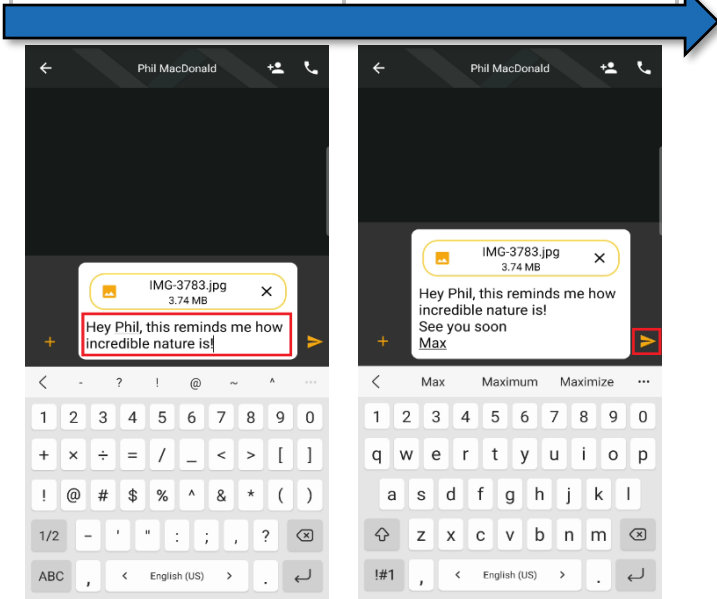 Phil MacDonald
IMG-3783.jpg
3.74 MB
Hey Phil, this reminds me how
incredible nature is!
- ? ! @ ~ ^ ...
1 2 3 4 5 6 7 8 9 0
+ × ÷ = / _ < > [ ]
! @ # $ % ^ & * ( )
1/2 - ' " : ; , ?
ABC , < English (US) > .
Phil MacDonald
IMG-3783.jpg
3.74 MB
Hey Phil, this reminds me how
incredible nature is!
See you soon
Max
Max Maximum Maximize ...
1 2 3 4 5 6 7 8 9 0
q w e r t y u i o p
a s d f g h j k l
z x c v b n m
!#1 , < English (US) > .